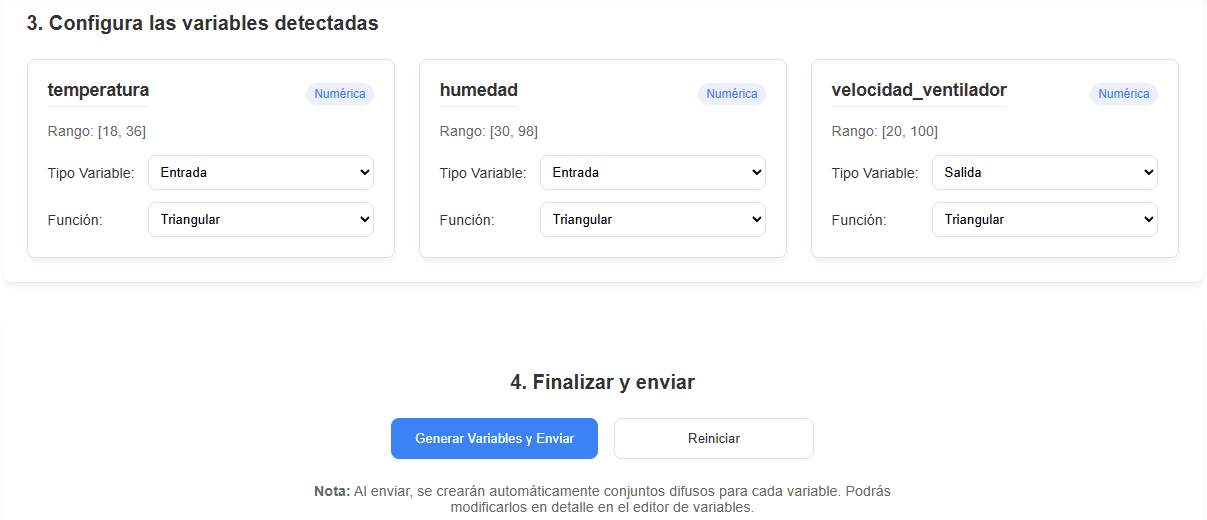 3. Configura las variables detectadas
temperatura
Numérica
Rango: [18, 36]
Tipo Variable:
Entrada
Función:
Triangular
humedad
Numérica
Rango: [30, 98]
Tipo Variable:
Entrada
Función:
Triangular
velocidad_ventilador
Numérica
Rango: [20, 100]
Tipo Variable:
Salida
Función:
Triangular
4. Finalizar y enviar
Generar Variables y Enviar
Reiniciar
Nota: Al enviar, se crearán automáticamente conjuntos difusos para cada variable. Podrás
modificarlos en detalle en el editor de variables.